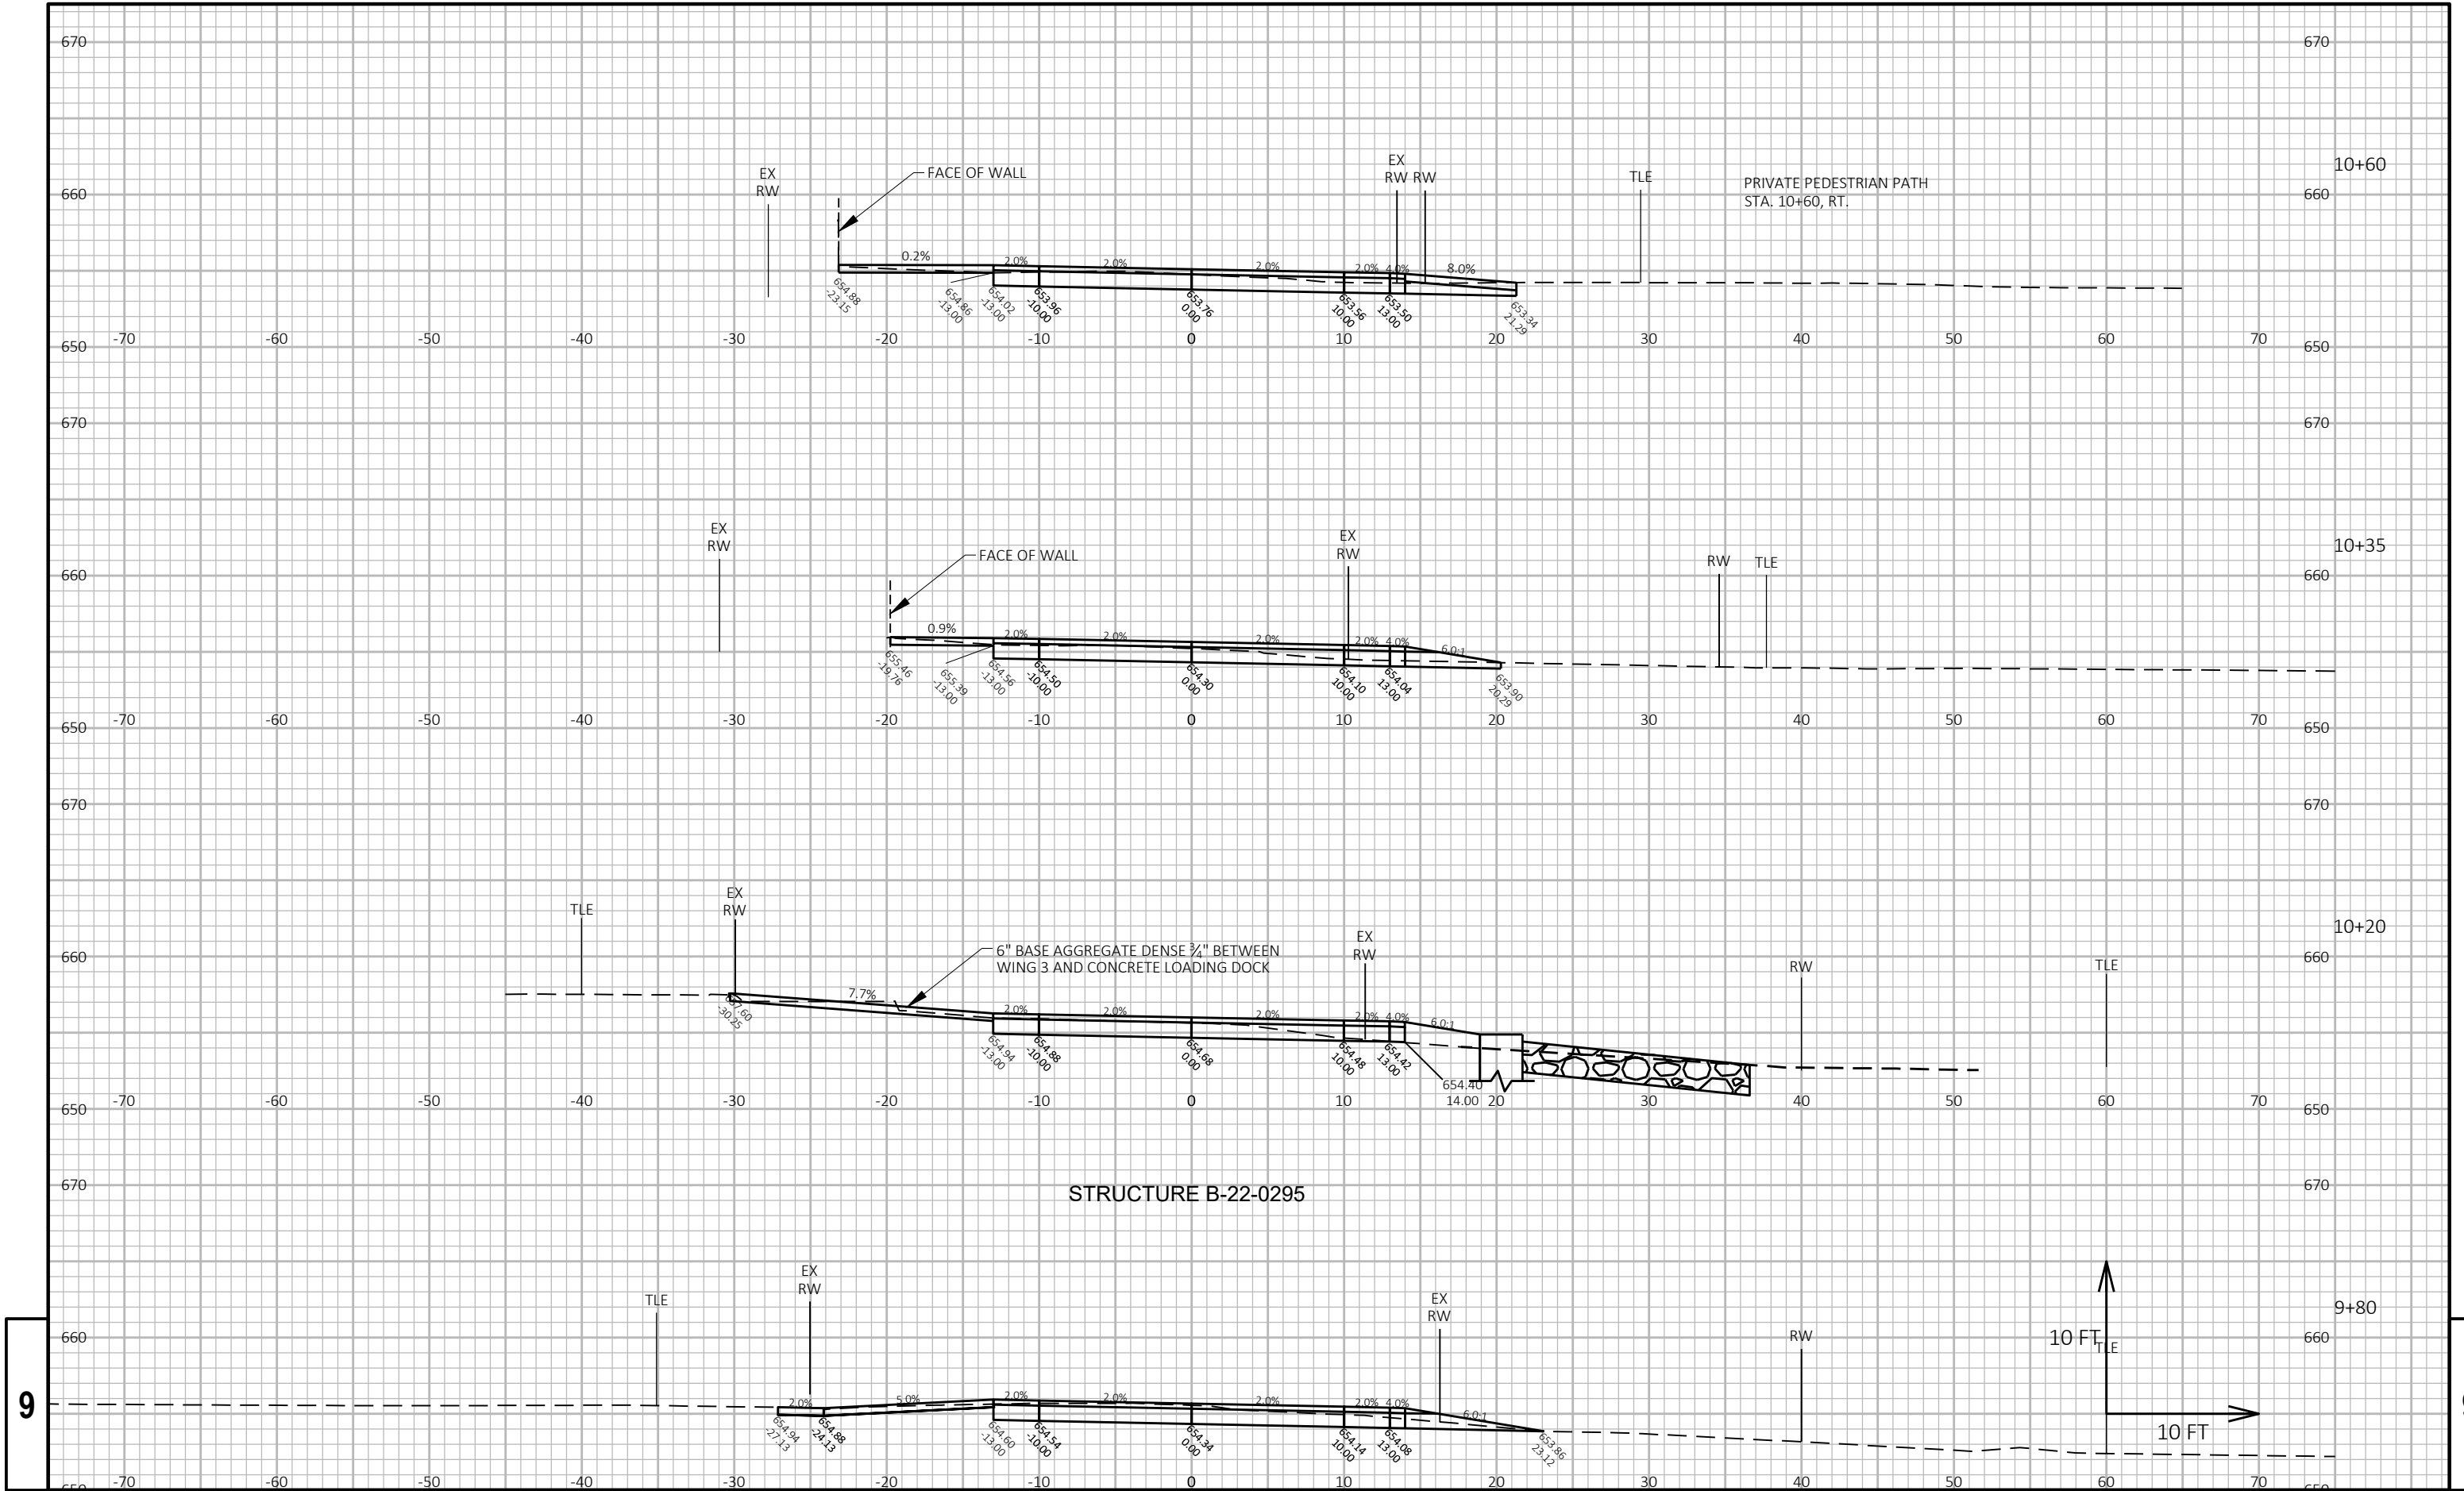 670 670
10+60
EX
RW
FACE OF WALL
EX
RW RW
TLE
PRIVATE PEDESTRIAN PATH
STA. 10+60, RT.
660 660
0.2% 2.0% 2.0% 2.0% 2.0% 4.0% 8.0%
654.88
-23.15
654.86
-13.00
654.02
-13.00
653.96
-10.00
653.76
0.00
653.56
10.00
653.50
13.00
653.34
21.29
650 -70 -60 -50 -40 -30 -20 -10 0 10 20 30 40 50 60 70 650
670 670
10+35
EX
RW
FACE OF WALL
EX
RW
RW TLE
660 660
0.9% 2.0% 2.0% 2.0% 2.0% 4.0% 6.0:1
655.46
-19.76
655.39
-13.00
654.56
-13.00
654.50
-10.00
654.30
0.00
654.10
10.00
654.04
13.00
653.90
20.29
650 -70 -60 -50 -40 -30 -20 -10 0 10 20 30 40 50 60 70 650
670 670
10+20
TLE
EX
RW
6" BASE AGGREGATE DENSE ¾" BETWEEN
WING 3 AND CONCRETE LOADING DOCK
EX
RW
RW
TLE
660 660
7.7% 2.0% 2.0% 2.0% 2.0% 4.0% 6.0:1
657.60
-30.25
654.94
-13.00
654.88
-10.00
654.68
0.00
654.48
10.00
654.42
13.00
654.40
14.00
650 -70 -60 -50 -40 -30 -20 -10 0 10 20 30 40 50 60 70 650
670 670
STRUCTURE B-22-0295
9+80
TLE
EX
RW
EX
RW
RW
TLE
10 FT
10 FT
660 660
2.0% 5.0% 2.0% 2.0% 2.0% 2.0% 4.0% 6.0:1
654.94
-27.13
654.88
-24.13
654.60
-13.00
654.54
-10.00
654.34
0.00
654.14
10.00
654.08
13.00
653.86
23.12
-70 -60 -50 -40 -30 -20 -10 0 10 20 30 40 50 60 70
9